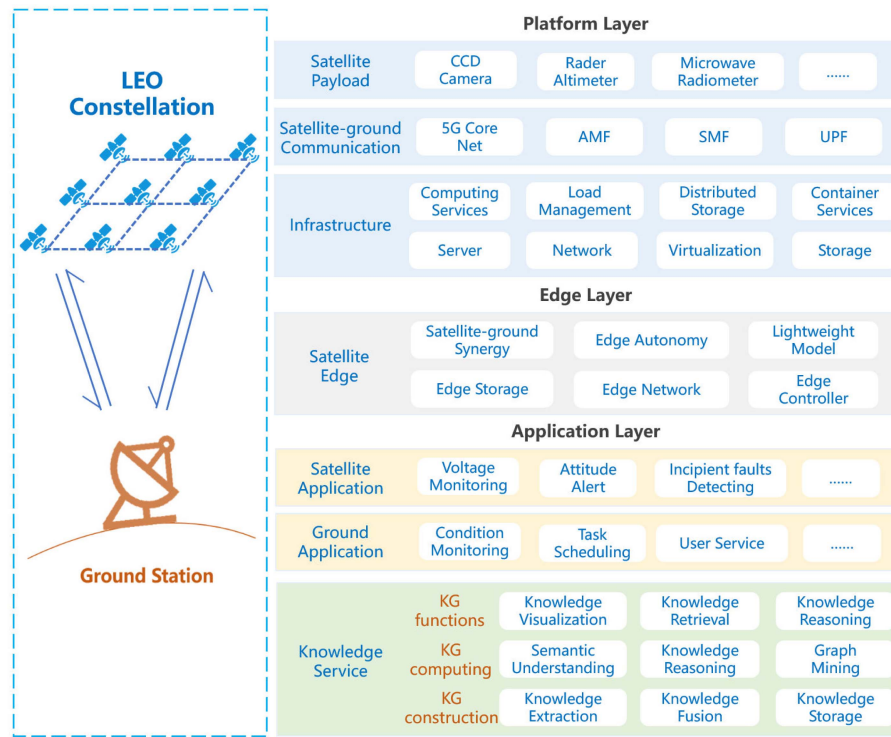 LEO
Constellation
Ground Station
Platform Layer
Satellite
Payload
CCD
Camera
Rader
Altimeter
Microwave
Radiometer
......
Satellite-ground
Communication
5G Core
Net
AMF
SMF
UPF
Infrastructure
Computing
Services
Load
Management
Distributed
Storage
Container
Services
Server
Network
Virtualization
Storage
Edge Layer
Satellite
Edge
Satellite-ground
Synergy
Edge Autonomy
Lightweight
Model
Edge Storage
Edge Network
Edge
Controller
Application Layer
Satellite
Application
Voltage
Monitoring
Attitude
Alert
Incipient faults
Detecting
......
Ground
Application
Condition
Monitoring
Task
Scheduling
User Service
......
Knowledge
Service
KG
functions
Knowledge
Visualization
Knowledge
Retrieval
Knowledge
Reasoning
KG
computing
Semantic
Understanding
Knowledge
Reasoning
Graph
Mining
KG
construction
Knowledge
Extraction
Knowledge
Fusion
Knowledge
Storage